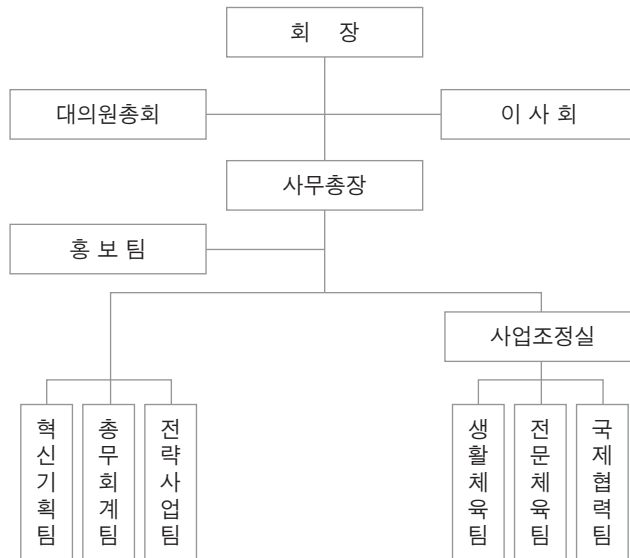 회 장
대의원총회
이 사 회
사무총장
홍 보 팀
사업조정실
혁신기획팀
총무회계팀
전략사업팀
생활체육팀
전문체육팀
국제협력팀